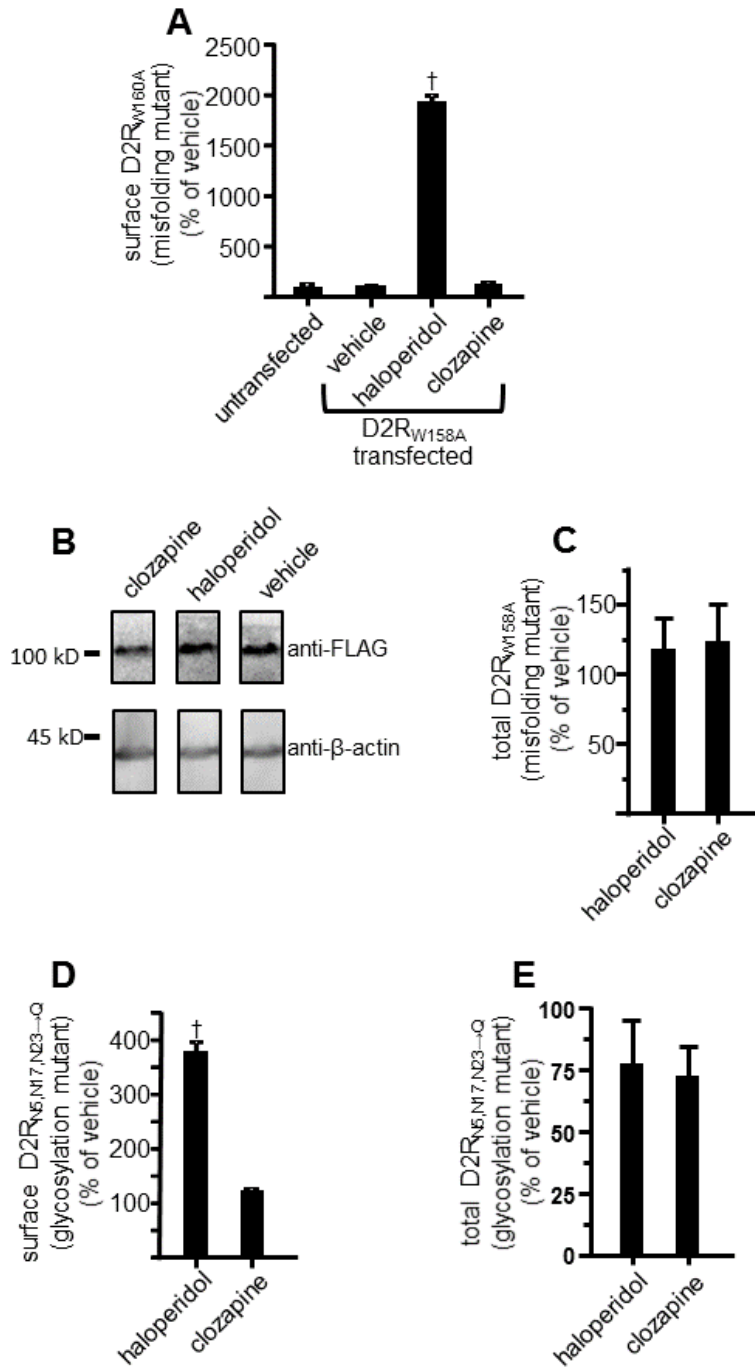 A
surface D2RW160A
(misfolding mutant)
(% of vehicle)
2500
2000
1500
1000
500
†
untransfected
vehicle
haloperidol
clozapine
D2RW158A
transfected
B
clozapine
haloperidol
vehicle
100 kD
anti-FLAG
45 kD
anti-β-actin
C
total D2RW158A
(misfolding mutant)
(% of vehicle)
150
100
50
haloperidol
clozapine
D
surface D2RN5,N17,N23→Q
(glycosylation mutant)
(% of vehicle)
400
300
200
100
†
haloperidol
clozapine
E
total D2RN5,N17,N23→Q
(glycosylation mutant)
(% of vehicle)
100
75
50
25
0
haloperidol
clozapine